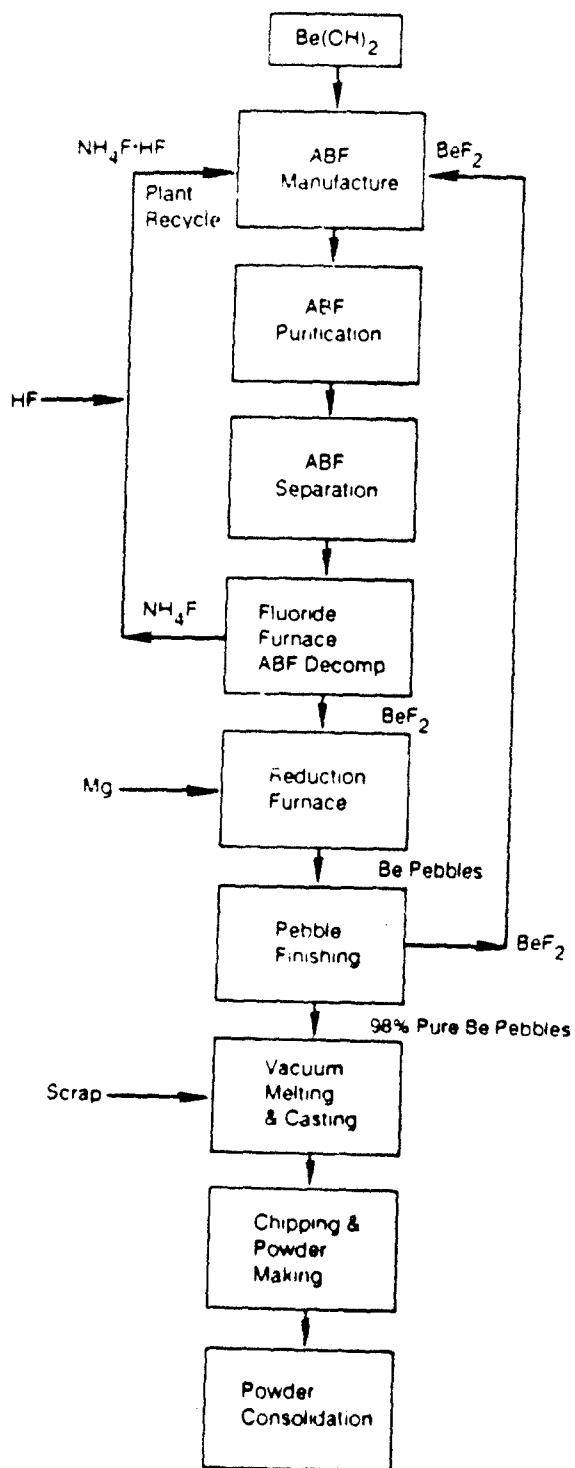 Be(CH)₂
NH₄F·HF
BeF₂
ABF
Manufacture
Plant
Recycle
ABF
Purification
HF
ABF
Separation
NH₄F
Fluoride
Furnace
ABF Decomp
BeF₂
Mg
Reduction
Furnace
Be Pebbles
Pebble
Finishing
BeF₂
98% Pure Be Pebbles
Scrap
Vacuum
Melting
& Casting
Chipping &
Powder
Making
Powder
Consolidation